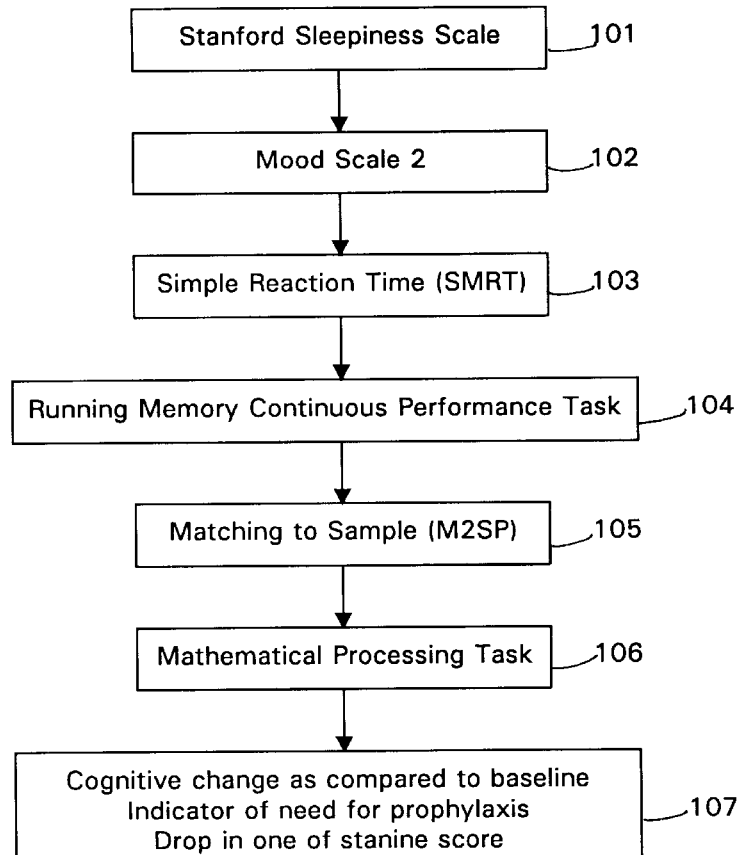 Stanford Sleepiness Scale 101
Mood Scale 2 102
Simple Reaction Time (SMRT) 103
Running Memory Continuous Performance Task 104
Matching to Sample (M2SP) 105
Mathematical Processing Task 106
Cognitive change as compared to baseline
Indicator of need for prophylaxis 107
Drop in one of stanine score